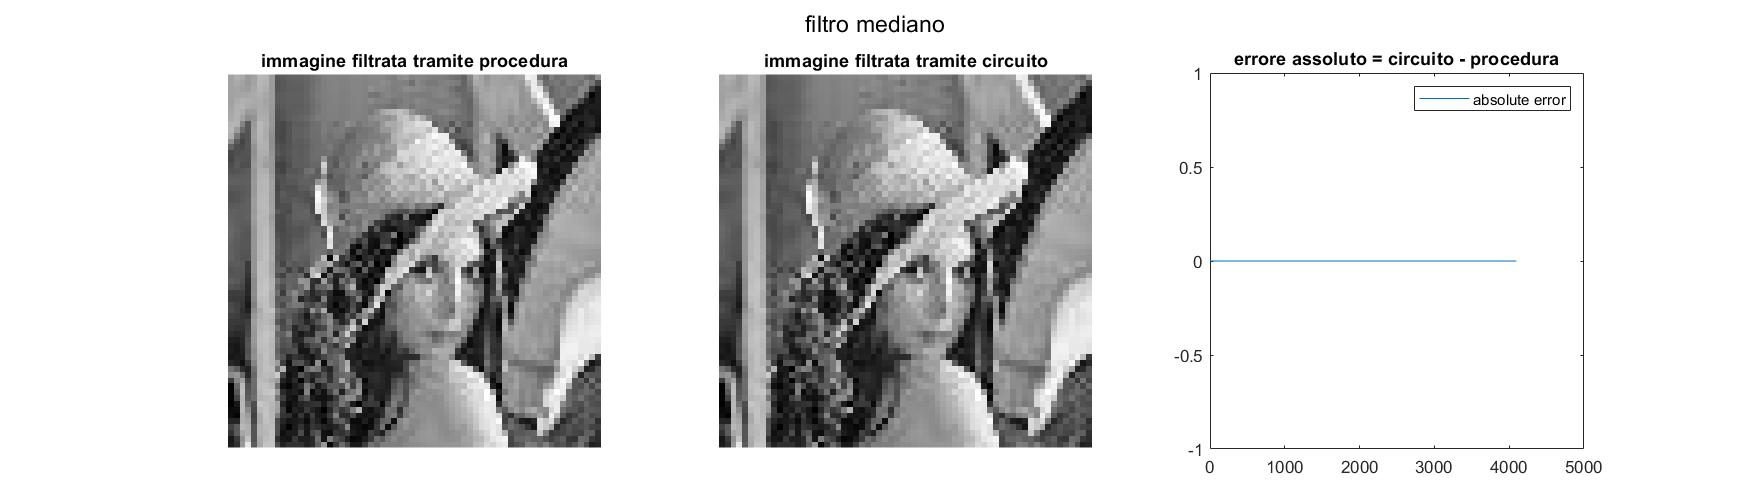 filtro mediano
immagine filtrata tramite procedura
immagine filtrata tramite circuito
errore assoluto = circuito - procedura
absolute error
1
0.5
0
-0.5
-1
0 1000 2000 3000 4000 5000